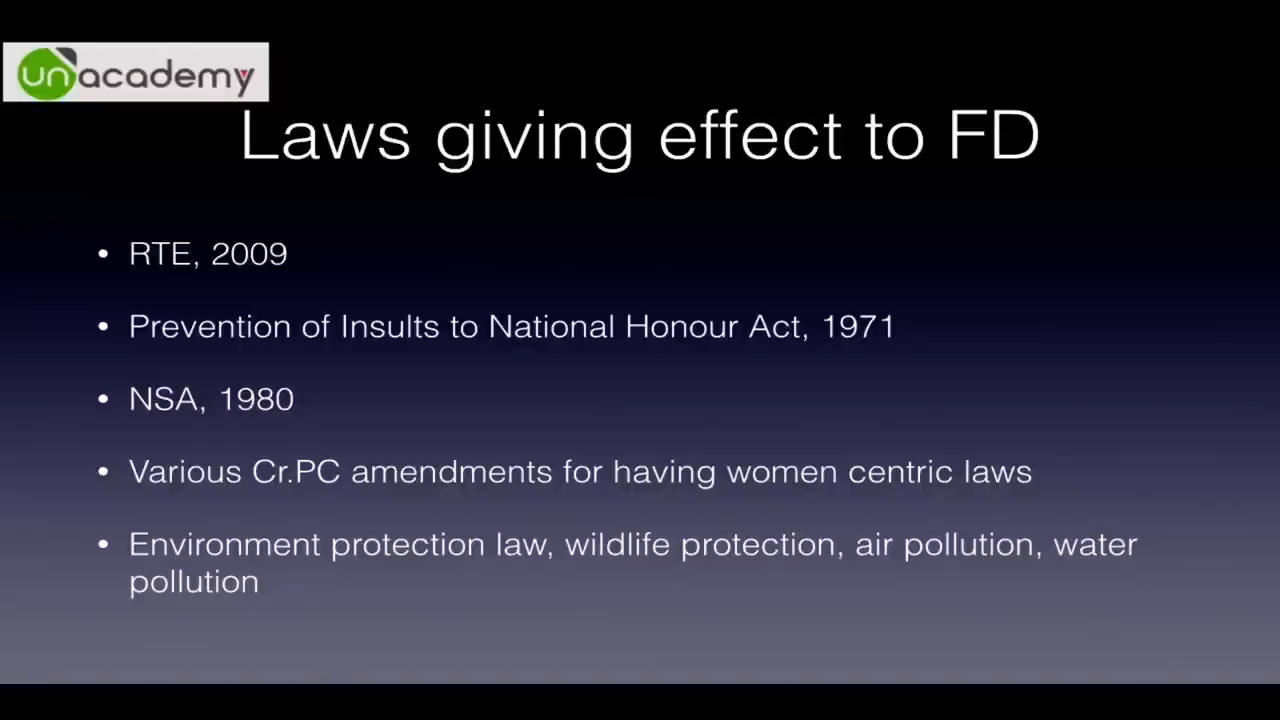 unacademy
Laws giving effect to FD
• RTE, 2009
• Prevention of Insults to National Honour Act, 1971
• NSA, 1980
• Various Cr.PC amendments for having women centric laws
• Environment protection law, wildlife protection, air pollution, water
pollution